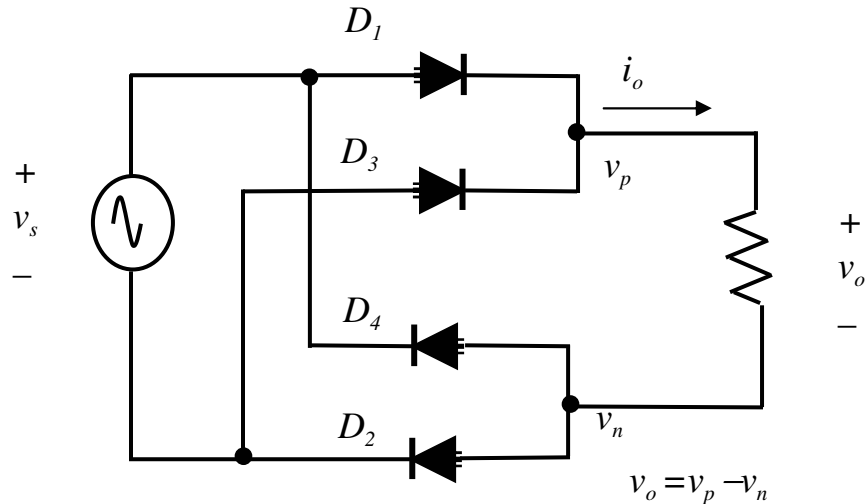 D₁
iₒ
D₃
+
vₛ
−
vₚ
+
vₒ
−
D₄
D₂
vₙ
vₒ = vₚ − vₙ